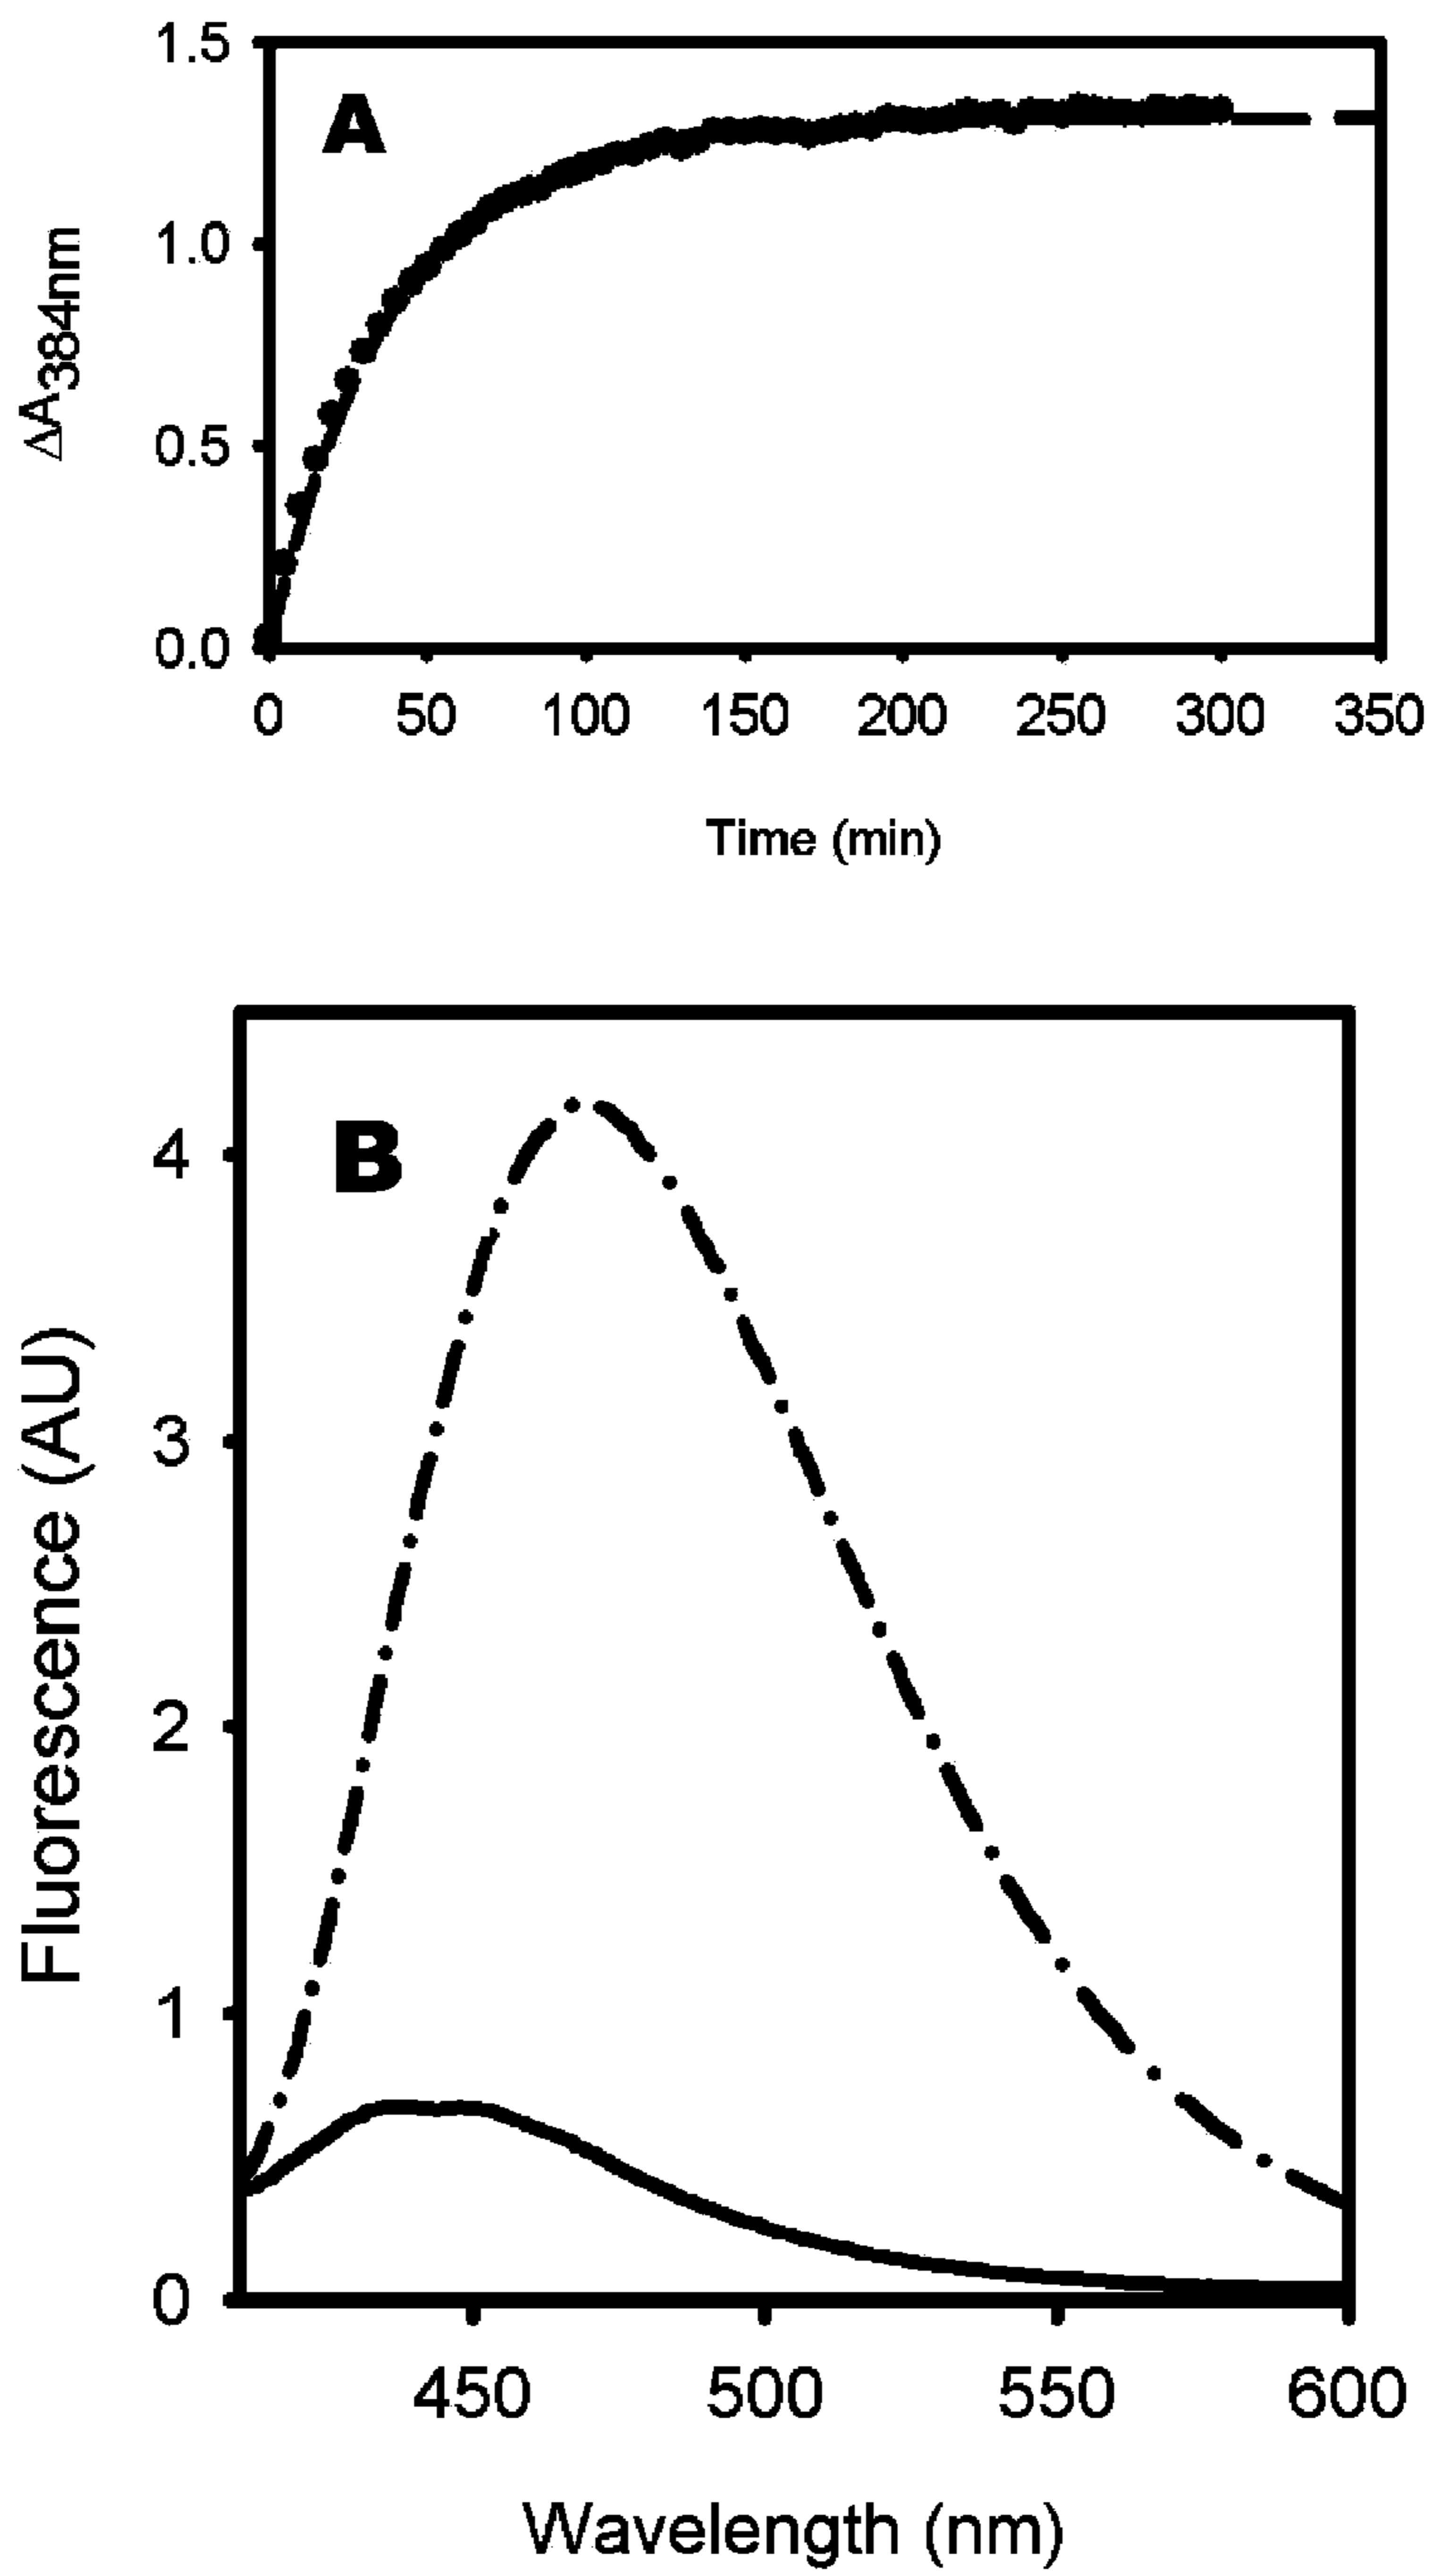 1.5
A
1.0
0.5
0.0
ΔA384nm
0 50 100 150 200 250 300 350
Time (min)
B
4
3
2
1
0
Fluorescence (AU)
450 500 550 600
Wavelength (nm)